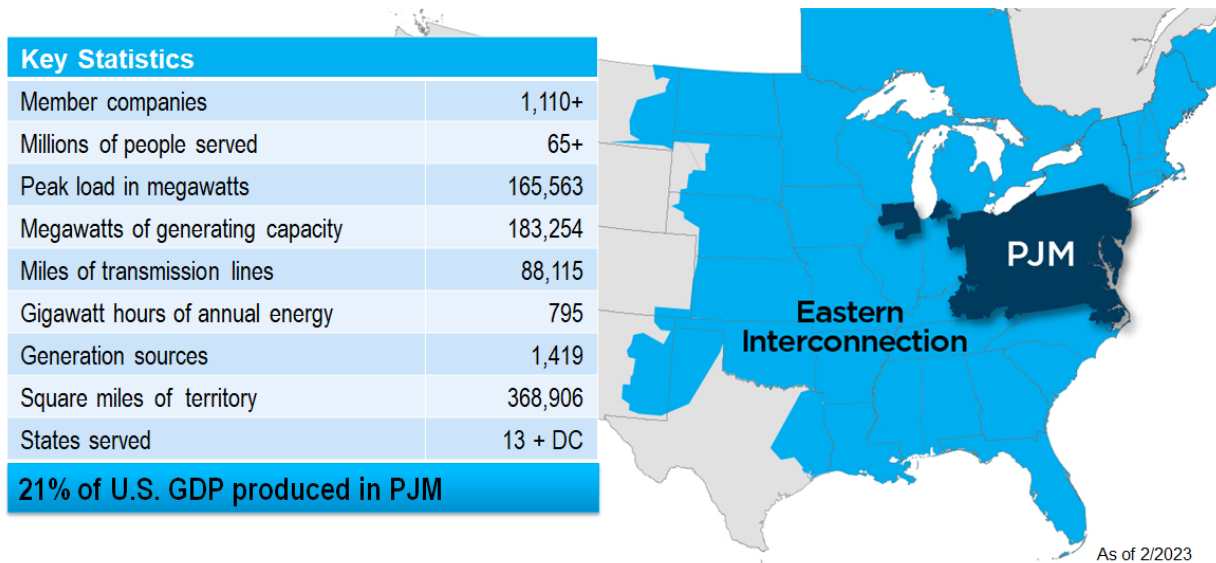 Key Statistics
Member companies 1,110+
Millions of people served 65+
Peak load in megawatts 165,563
Megawatts of generating capacity 183,254
Miles of transmission lines 88,115
Gigawatt hours of annual energy 795
Generation sources 1,419
Square miles of territory 368,906
States served 13 + DC
21% of U.S. GDP produced in PJM
PJM
Eastern
Interconnection
As of 2/2023